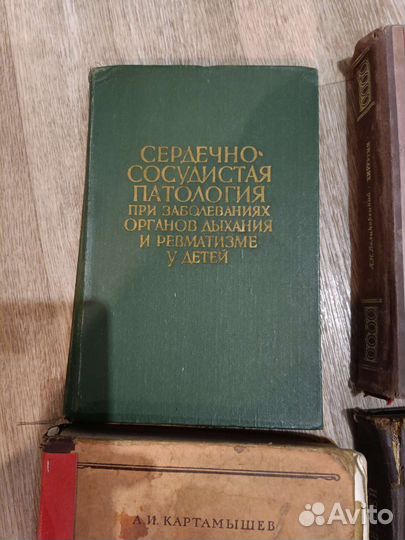 СЕРДЕЧНО-
СОСУДИСТАЯ
ПАТОЛОГИЯ
ПРИ ЗАБОЛЕВАНИЯХ
ОРГАНОВ ДЫХАНИЯ
И РЕВМАТИЗМЕ
У ДЕТЕЙ
А. И. КАРТАМЫШЕВ
Avito